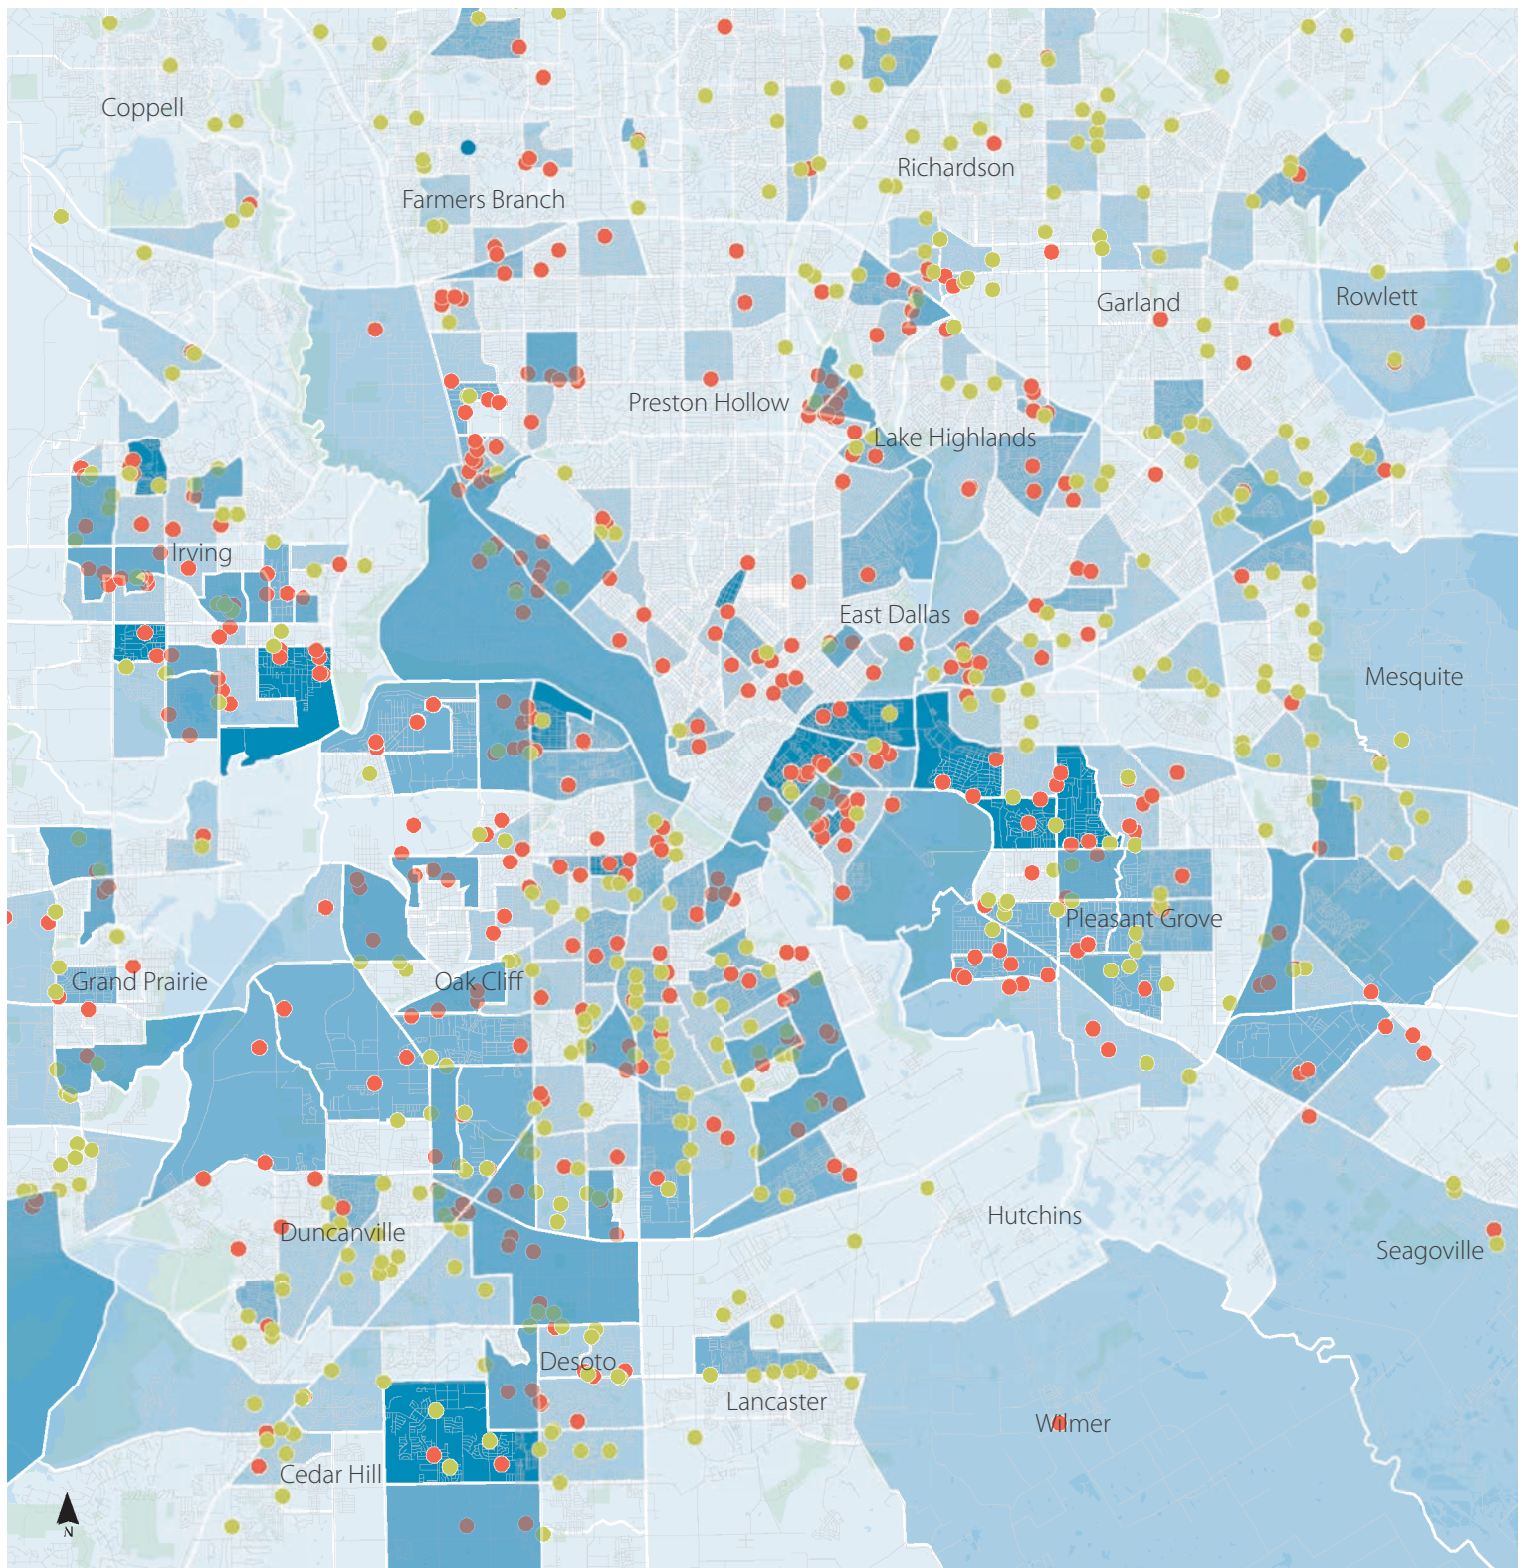 Coppell
Richardson
Farmers Branch
Rowlett
Garland
Preston Hollow
Lake Highlands
Irving
East Dallas
Mesquite
Pleasant Grove
Grand Prairie
Oak Cliff
Hutchins
Duncanville
Seagoville
Desoto
Lancaster
Wilmer
Cedar Hill
N